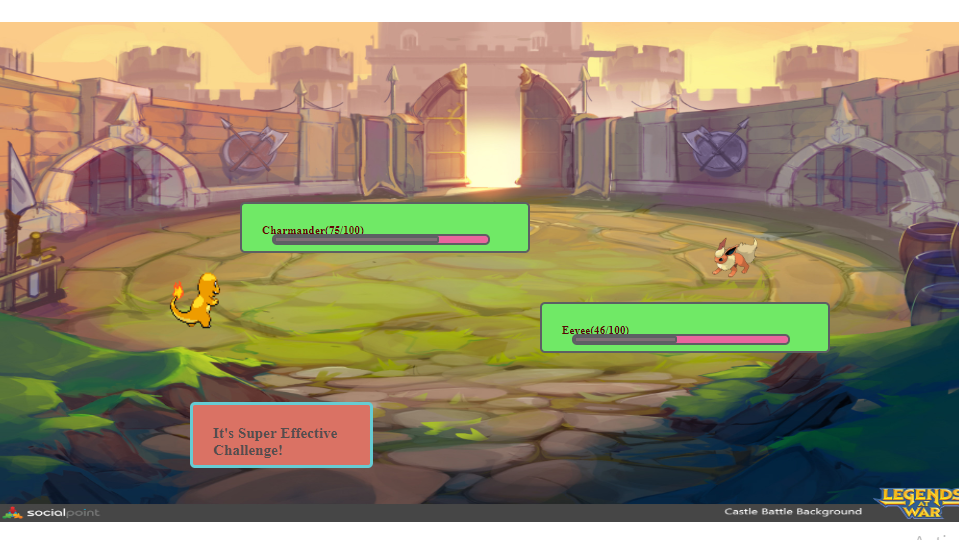 Charmander(75/100)
Eevee(46/100)
It's Super Effective
Challenge!
LEGENDS
AT
WAR
socialpoint
Castle Battle Background